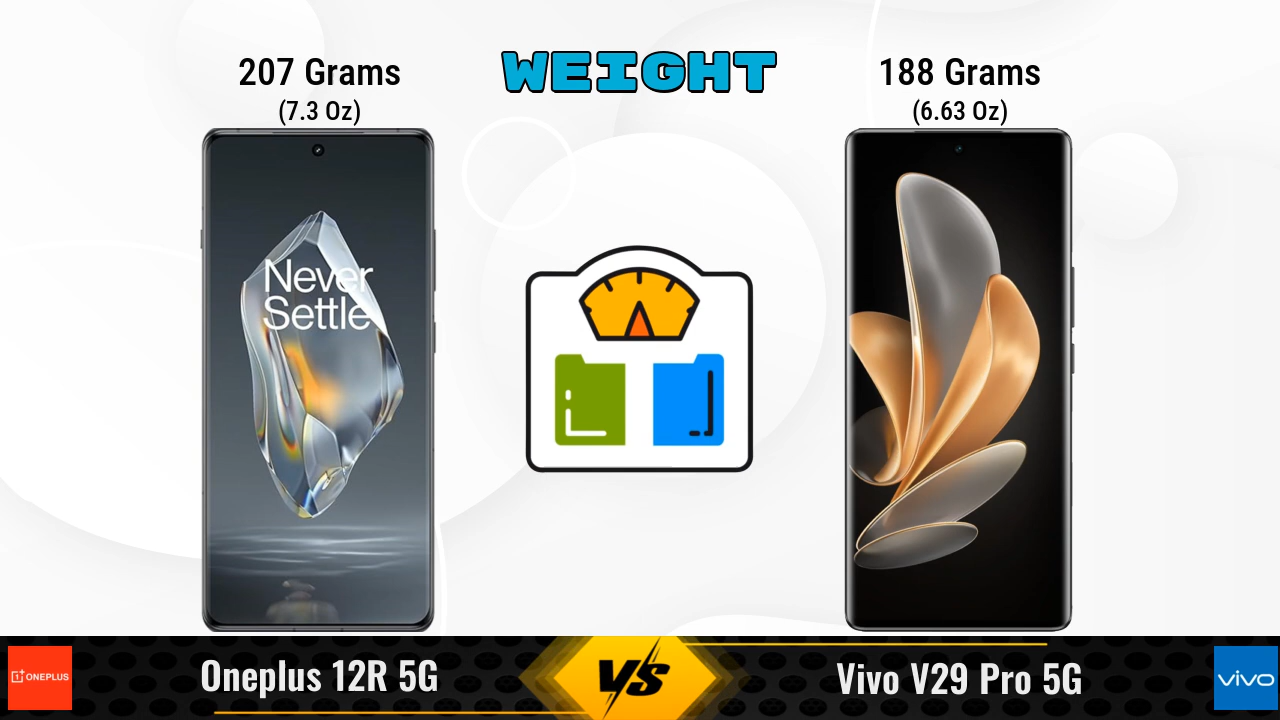 WEIGHT
207 Grams
(7.3 Oz)
188 Grams
(6.63 Oz)
Never
Settle
ONEPLUS
Oneplus 12R 5G
VS
Vivo V29 Pro 5G
vivo